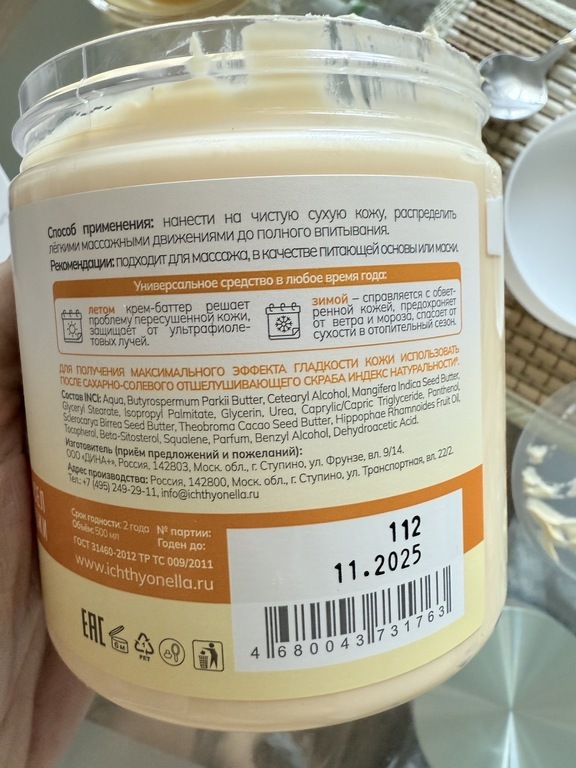 Способ применения: нанести на чистую сухую кожу, распределить
лёгкими массажными движениями до полного впитывания.
Рекомендации: подходит для массажа, в качестве питающей основы или маски.
Универсальное средство в любое время года:
летом крем-баттер решает
проблему пересушенной кожи,
защищает от ультрафиоле-
товых лучей.
зимой – справляется с обвет-
ренной кожей, предохраняет
от ветра и мороза, спасает от
сухости в отопительный сезон.
ДЛЯ ПОЛУЧЕНИЯ МАКСИМАЛЬНОГО ЭФФЕКТА ГЛАДКОСТИ КОЖИ ИСПОЛЬЗОВАТЬ
ПОСЛЕ САХАРНО-СОЛЕВОГО ОТШЕЛУШИВАЮЩЕГО СКРАБА ИНДЕКС НАТУРАЛЬНОСТИ®.
Состав INCI: Aqua, Butyrospermum Parkii Butter, Cetearyl Alcohol, Mangifera Indica Seed Butter,
Glyceryl Stearate, Isopropyl Palmitate, Glycerin, Urea, Caprylic/Capric Triglyceride, Panthenol,
Sclerocarya Birrea Seed Butter, Theobroma Cacao Seed Butter, Hippophae Rhamnoides Fruit Oil,
Tocopherol, Beta-Sitosterol, Squalene, Parfum, Benzyl Alcohol, Dehydroacetic Acid.
Изготовитель (приём предложений и пожеланий):
ООО «ДИНА+», Россия, 142803, Моск. обл., г. Ступино, ул. Фрунзе, вл. 9/14.
Адрес производства: Россия, 142800, Моск. обл., г. Ступино, ул. Транспортная, вл. 22/2
Тел.: +7 (495) 249-29-11, info@ichthyonella.ru
Срок годности: 2 года № партии:
Объём: 500 мл Годен до:
ГОСТ 31460-2012 ТР ТС 009/2011
www.ichthyonella.ru
112
11.2025
4 680043 731763
EAC
6 M
PET